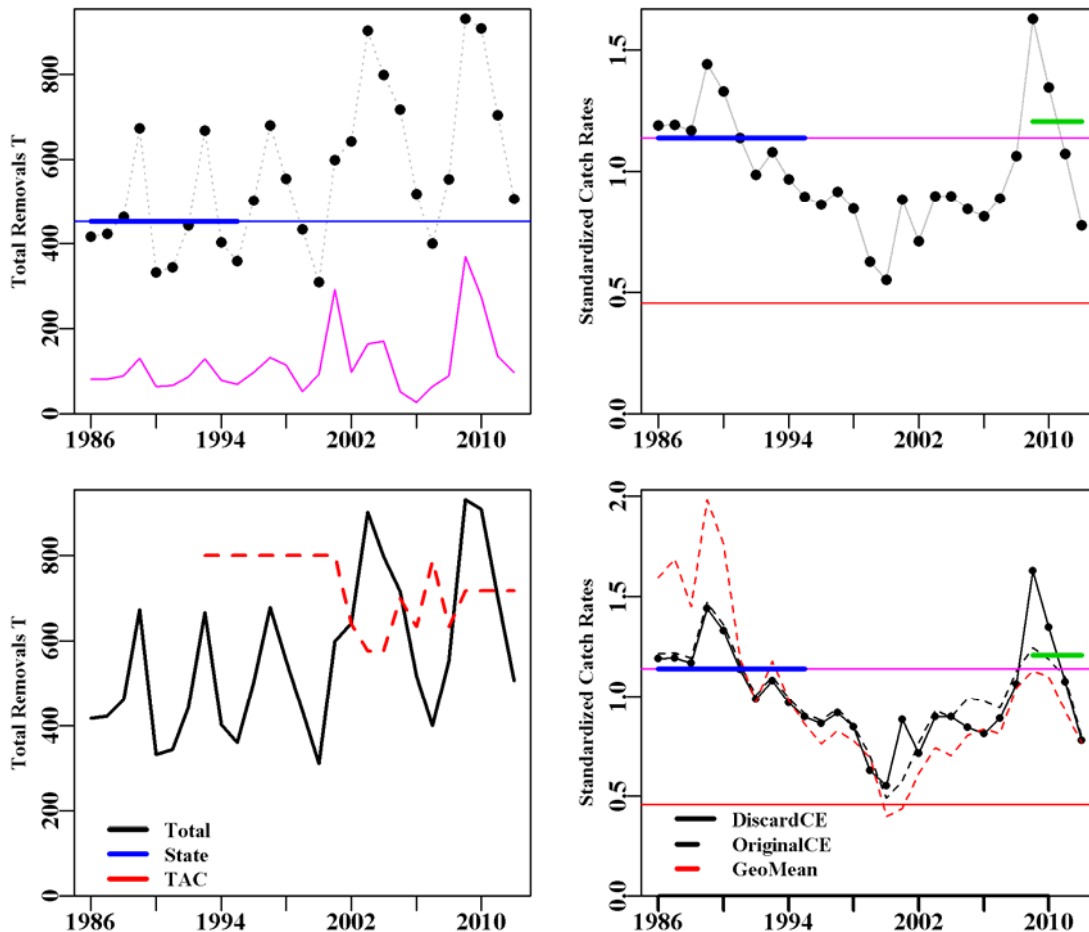 Total Removals T
0 200 400 600 800
1986 1994 2002 2010
Standardized Catch Rates
0.0 0.5 1.0 1.5
1986 1994 2002 2010
Total Removals T
0 200 400 600 800
Total
State
TAC
1986 1994 2002 2010
Standardized Catch Rates
0.0 0.5 1.0 1.5 2.0
DiscardCE
OriginalCE
GeoMean
1986 1994 2002 2010